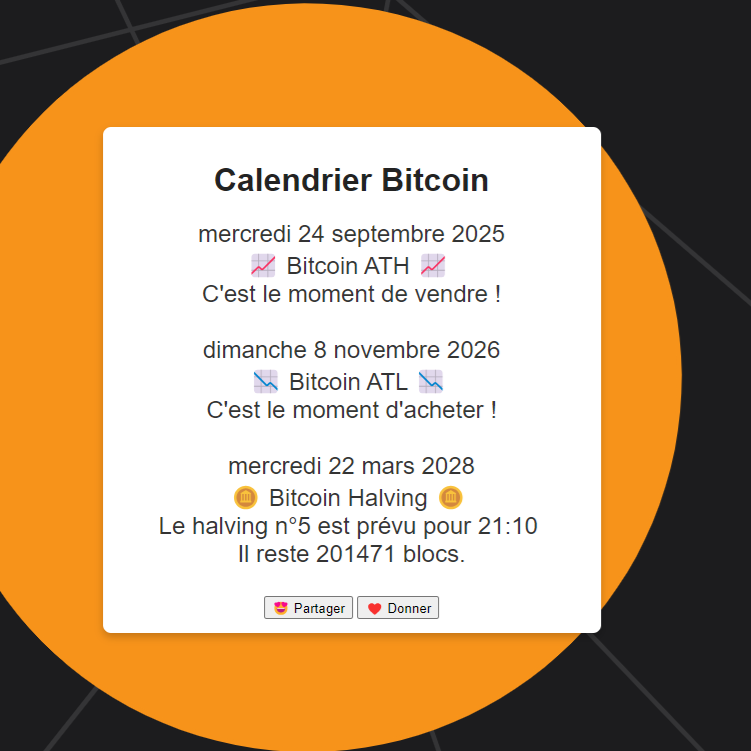 Calendrier Bitcoin
mercredi 24 septembre 2025
📈 Bitcoin ATH 📈
C'est le moment de vendre !
dimanche 8 novembre 2026
📉 Bitcoin ATL 📉
C'est le moment d'acheter !
mercredi 22 mars 2028
🪙 Bitcoin Halving 🪙
Le halving n°5 est prévu pour 21:10
Il reste 201471 blocs.
😍 Partager ❤️ Donner